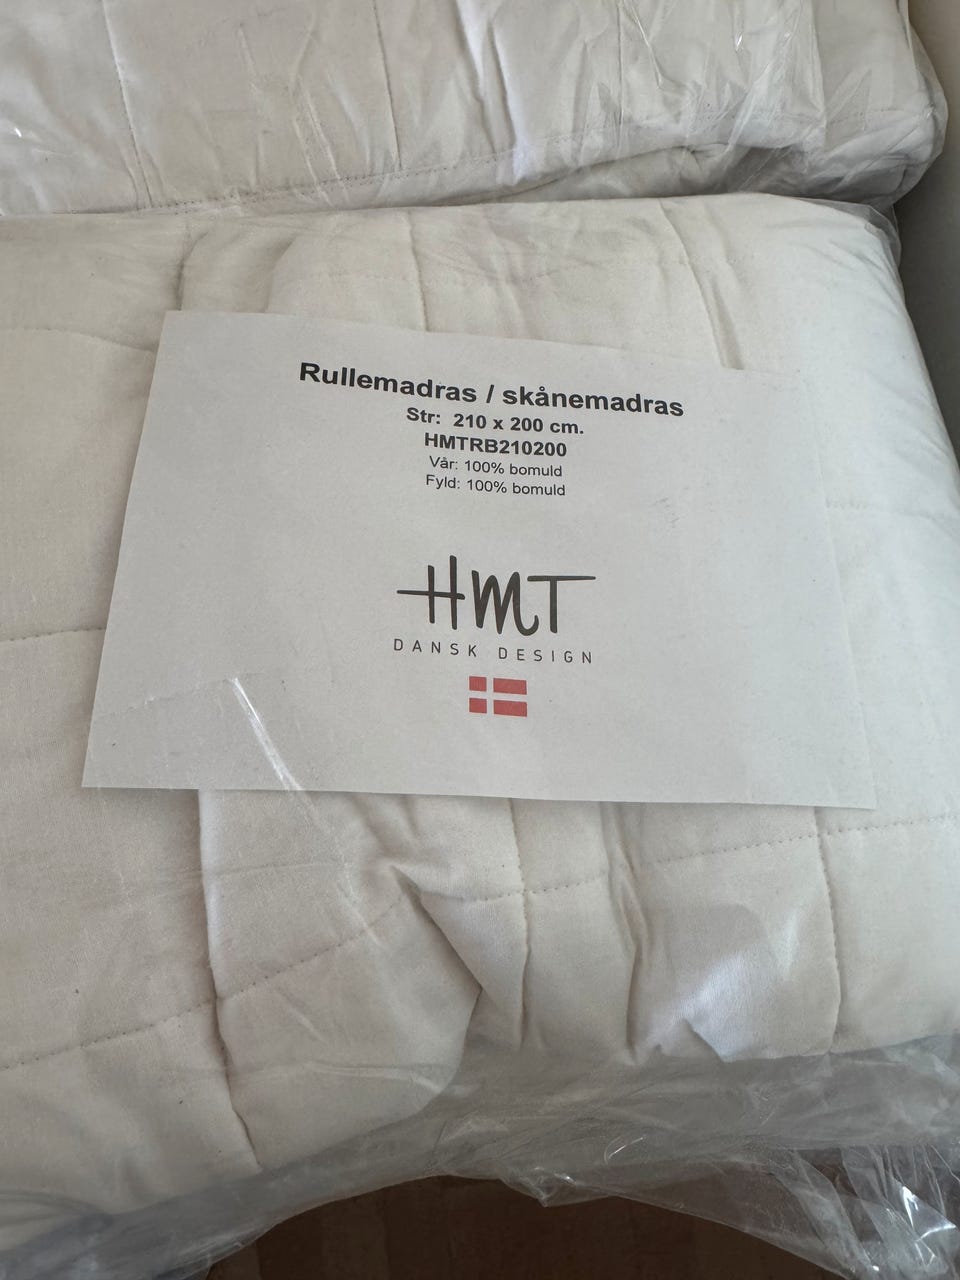 Rullemadras / skånemadras
Str: 210 x 200 cm.
HMTRB210200
Vår: 100% bomuld
Fyld: 100% bomuld
HMT
DANSK DESIGN